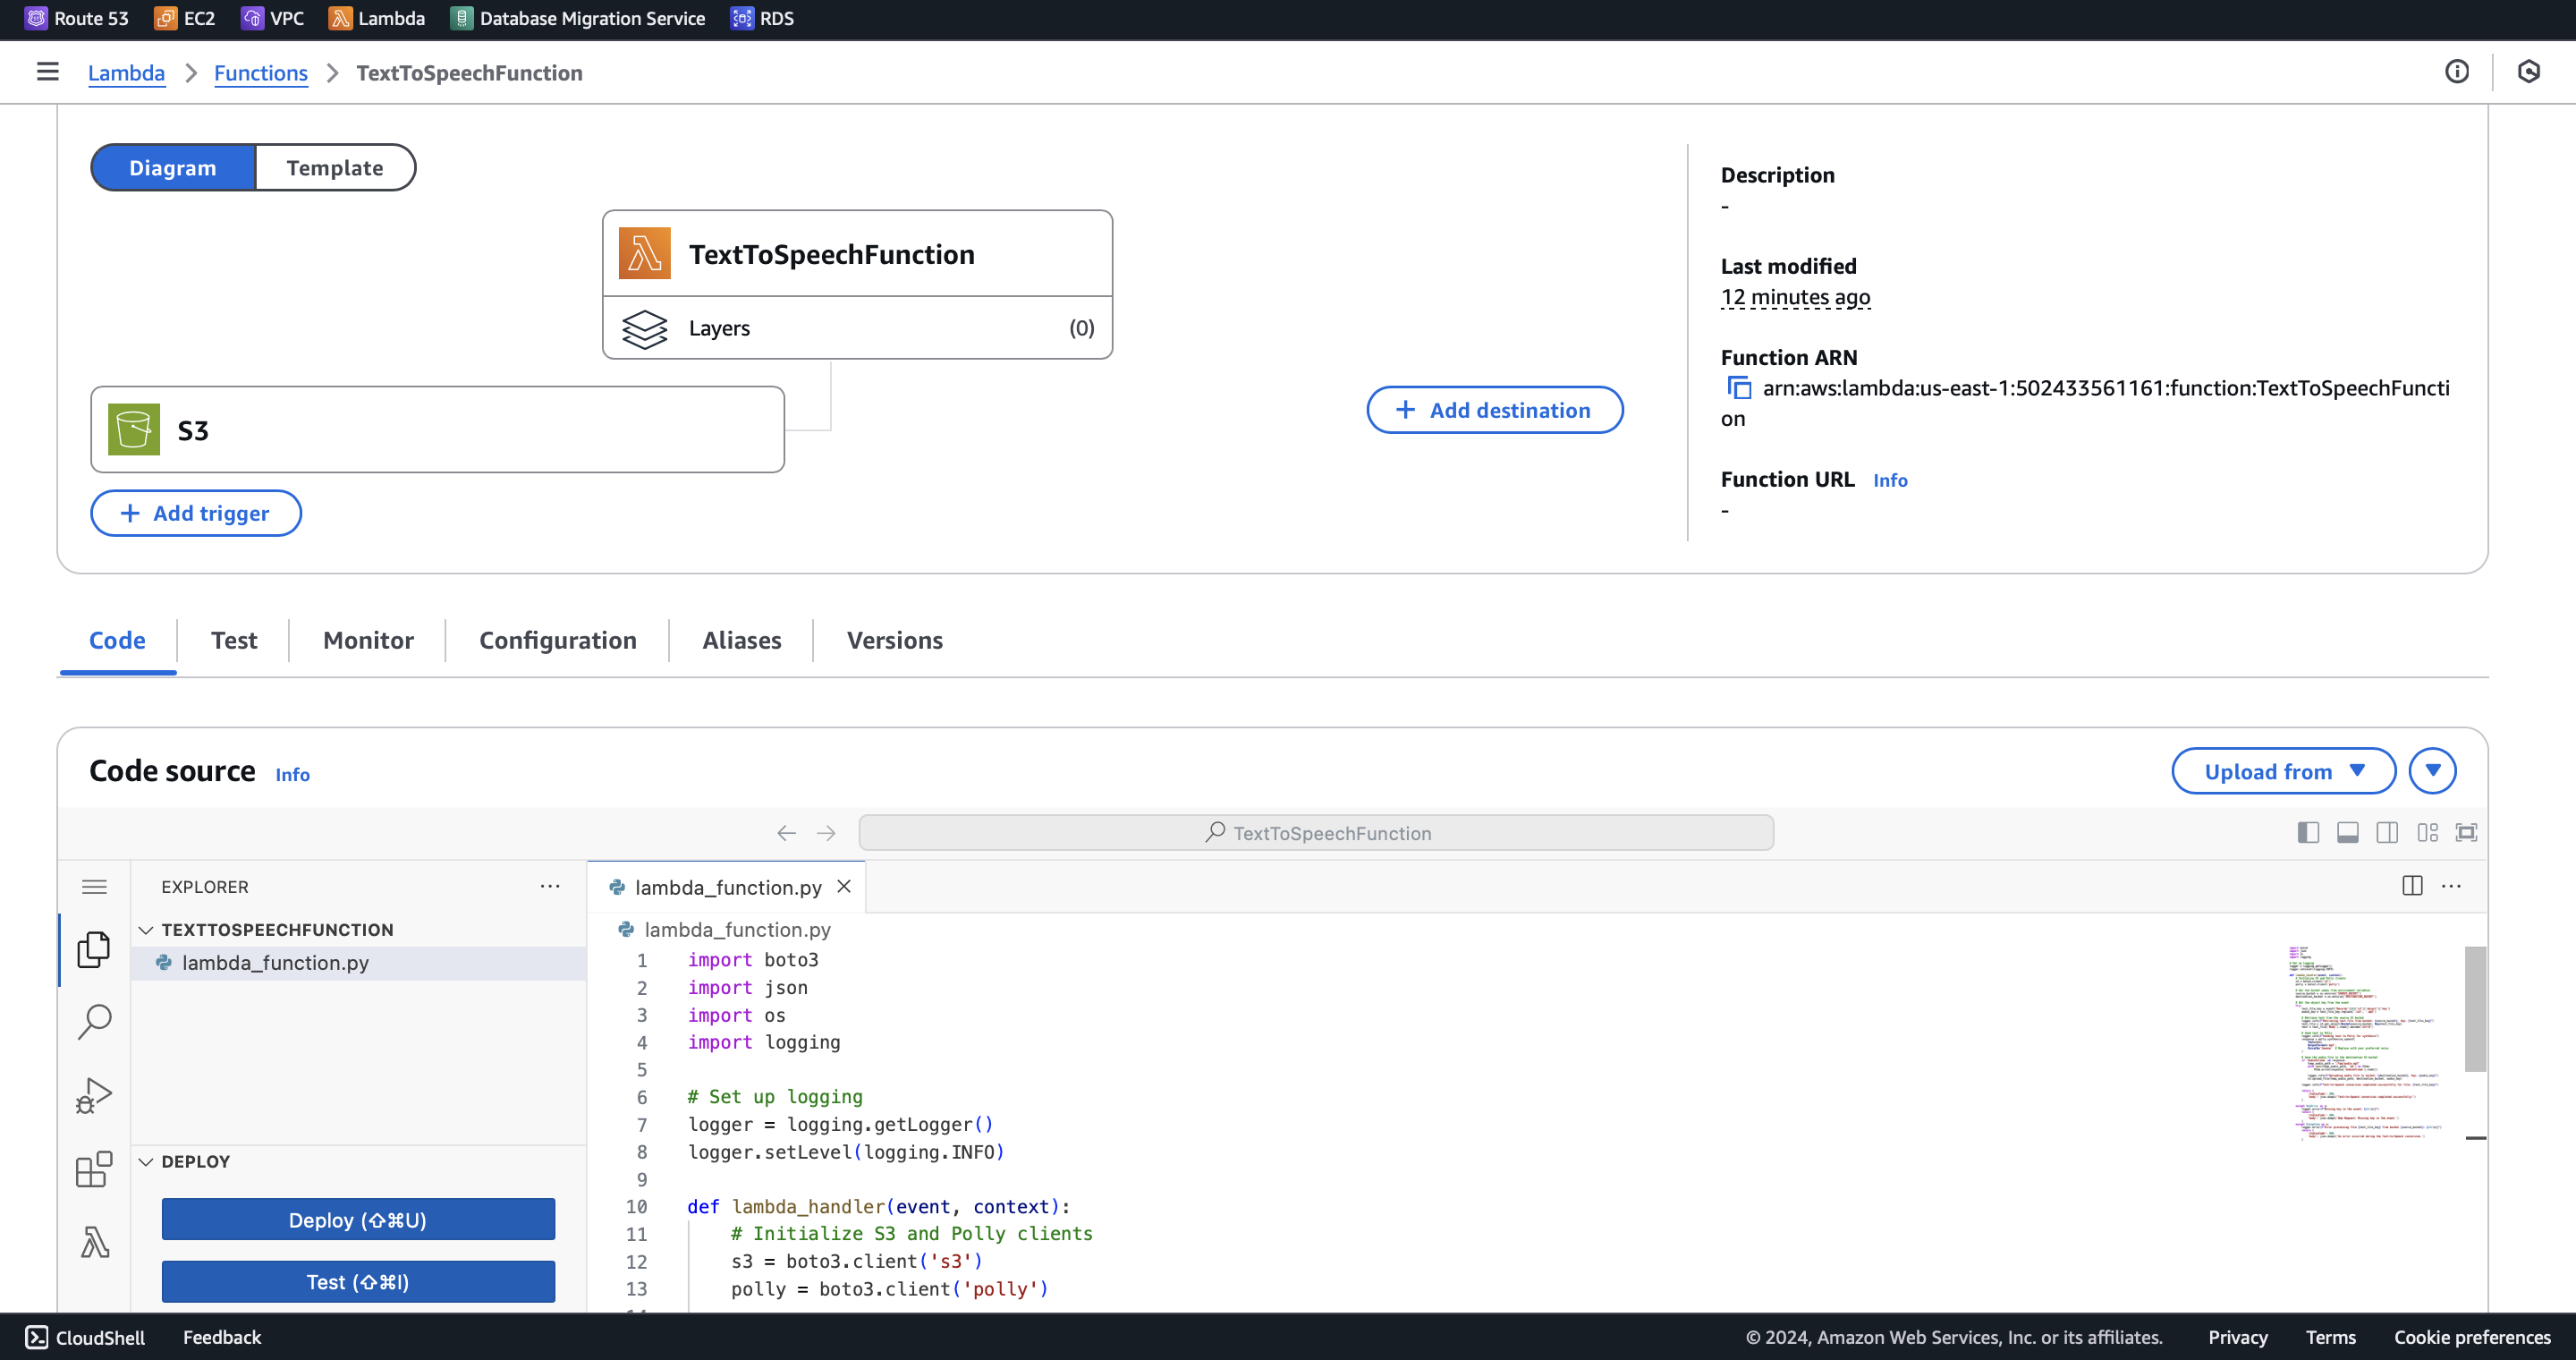 Route 53 EC2 VPC Lambda Database Migration Service RDS
Lambda Functions TextToSpeechFunction
Diagram Template
TextToSpeechFunction
Layers (0)
S3
+ Add trigger
+ Add destination
Description
-
Last modified
12 minutes ago
Function ARN
arn:aws:lambda:us-east-1:502433561161:function:TextToSpeechFuncti
on
Function URL Info
-
Code Test Monitor Configuration Aliases Versions
Code source Info
Upload from
TextToSpeechFunction
EXPLORER
TEXTTOSPEECHFUNCTION
lambda_function.py
DEPLOY
Deploy (⇧⌘U)
Test (⇧⌘I)
lambda_function.py
lambda_function.py
1 import boto3
2 import json
3 import os
4 import logging
5
6 # Set up logging
7 logger = logging.getLogger()
8 logger.setLevel(logging.INFO)
9
10 def lambda_handler(event, context):
11 # Initialize S3 and Polly clients
12 s3 = boto3.client('s3')
13 polly = boto3.client('polly')
CloudShell Feedback © 2024, Amazon Web Services, Inc. or its affiliates. Privacy Terms Cookie preferences